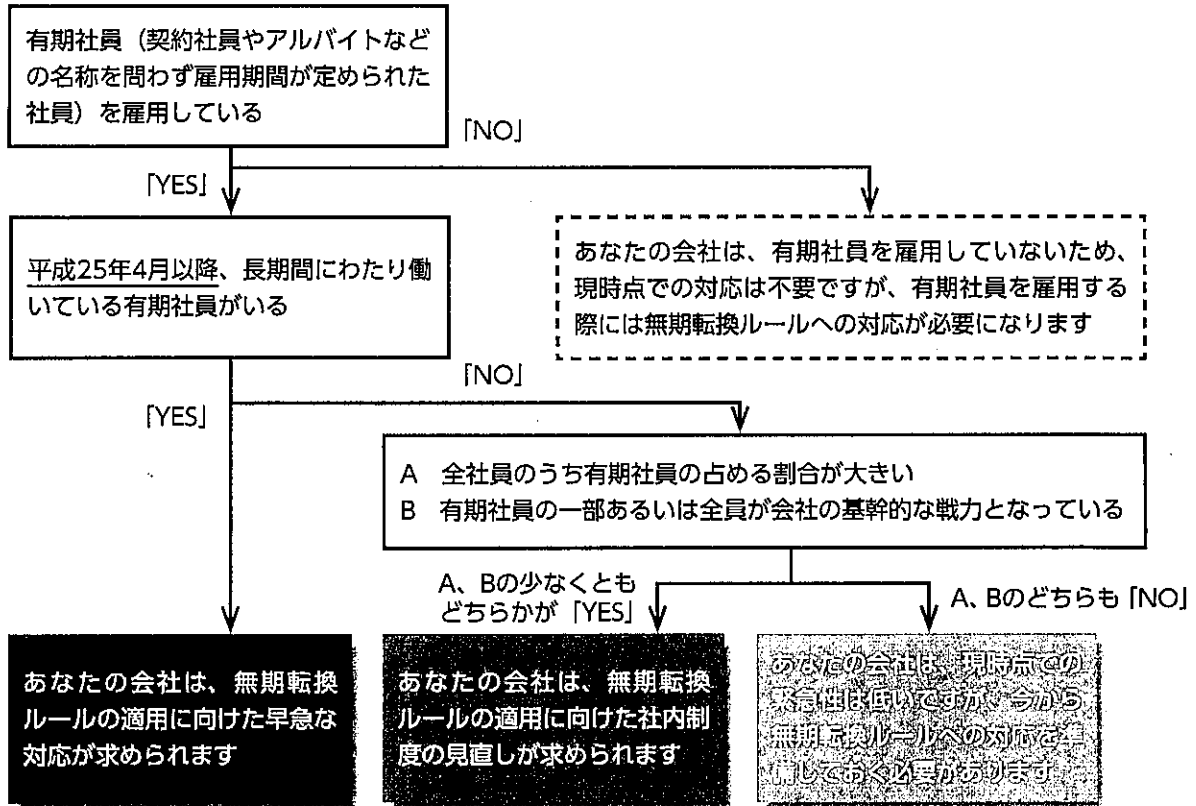 有期社員（契約社員やアルバイトなど
の名称を問わず雇用期間が定められた
社員）を雇用している
「NO」
「YES」
平成25年4月以降、長期間にわたり働
いている有期社員がいる
あなたの会社は、有期社員を雇用していないため、
現時点での対応は不要ですが、有期社員を雇用する
際には無期転換ルールへの対応が必要になります
「NO」
「YES」
A　全社員のうち有期社員の占める割合が大きい
B　有期社員の一部あるいは全員が会社の基幹的な戦力となっている
A、Bの少なくとも
どちらかが「YES」
A、Bのどちらも「NO」
あなたの会社は、無期転換
ルールの適用に向けた早急な
対応が求められます
あなたの会社は、無期転換
ルールの適用に向けた社内制
度の見直しが求められます
あなたの会社は、現時点での
緊急性は低いですが、今から
無期転換ルールへの対応を準
備しておく必要があります